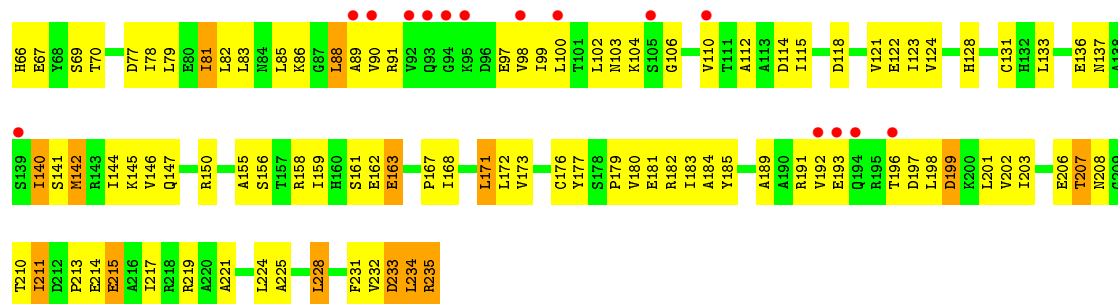 H66 E67 Y68 S69 T70 D77 I78 L79 E80 I81 L82 L83 N84 L85 K86 G87 L88 A89 V90 R91 V92 Q93 G94 K95 D96 E97 V98 I99 L100 T101 L102 N103 K104 S105 G106 V110 T111 A112 A113 D114 I115 D118 V121 E122 I123 V124 H128 C131 H132 L133 E136 N137 A138
S139 I140 S141 M142 R143 I144 K145 V146 Q147 R150 A155 S156 T157 R158 I159 H160 S161 E162 E163 P167 I168 L171 L172 V173 C176 Y177 S178 P179 V180 E181 R182 I183 A184 Y185 A189 A190 R191 V192 E193 Q194 R195 T196 D197 L198 D199 K200 L201 V202 I203 E206 T207 N208 G209
T210 I211 D212 P213 E214 E215 A216 I217 R218 R219 A220 A221 L224 A225 L228 F231 V232 D233 L234 R235